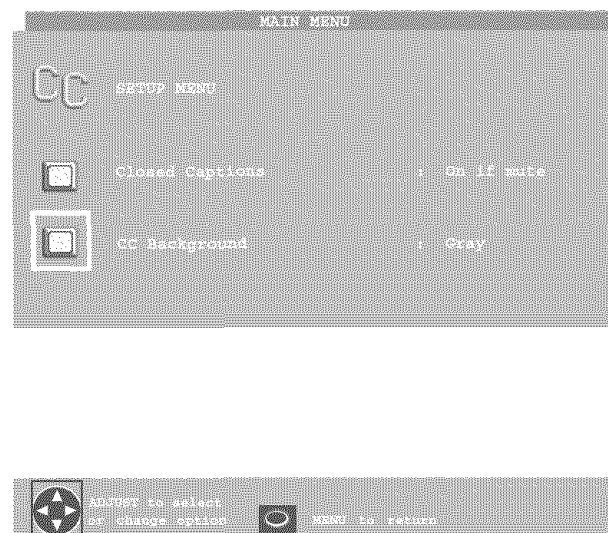 MAIN MENU
CC
SETUP MENU
Closed Captions : On if mute
CC Background : Gray
ADJUST to select
or change option
MENU to return